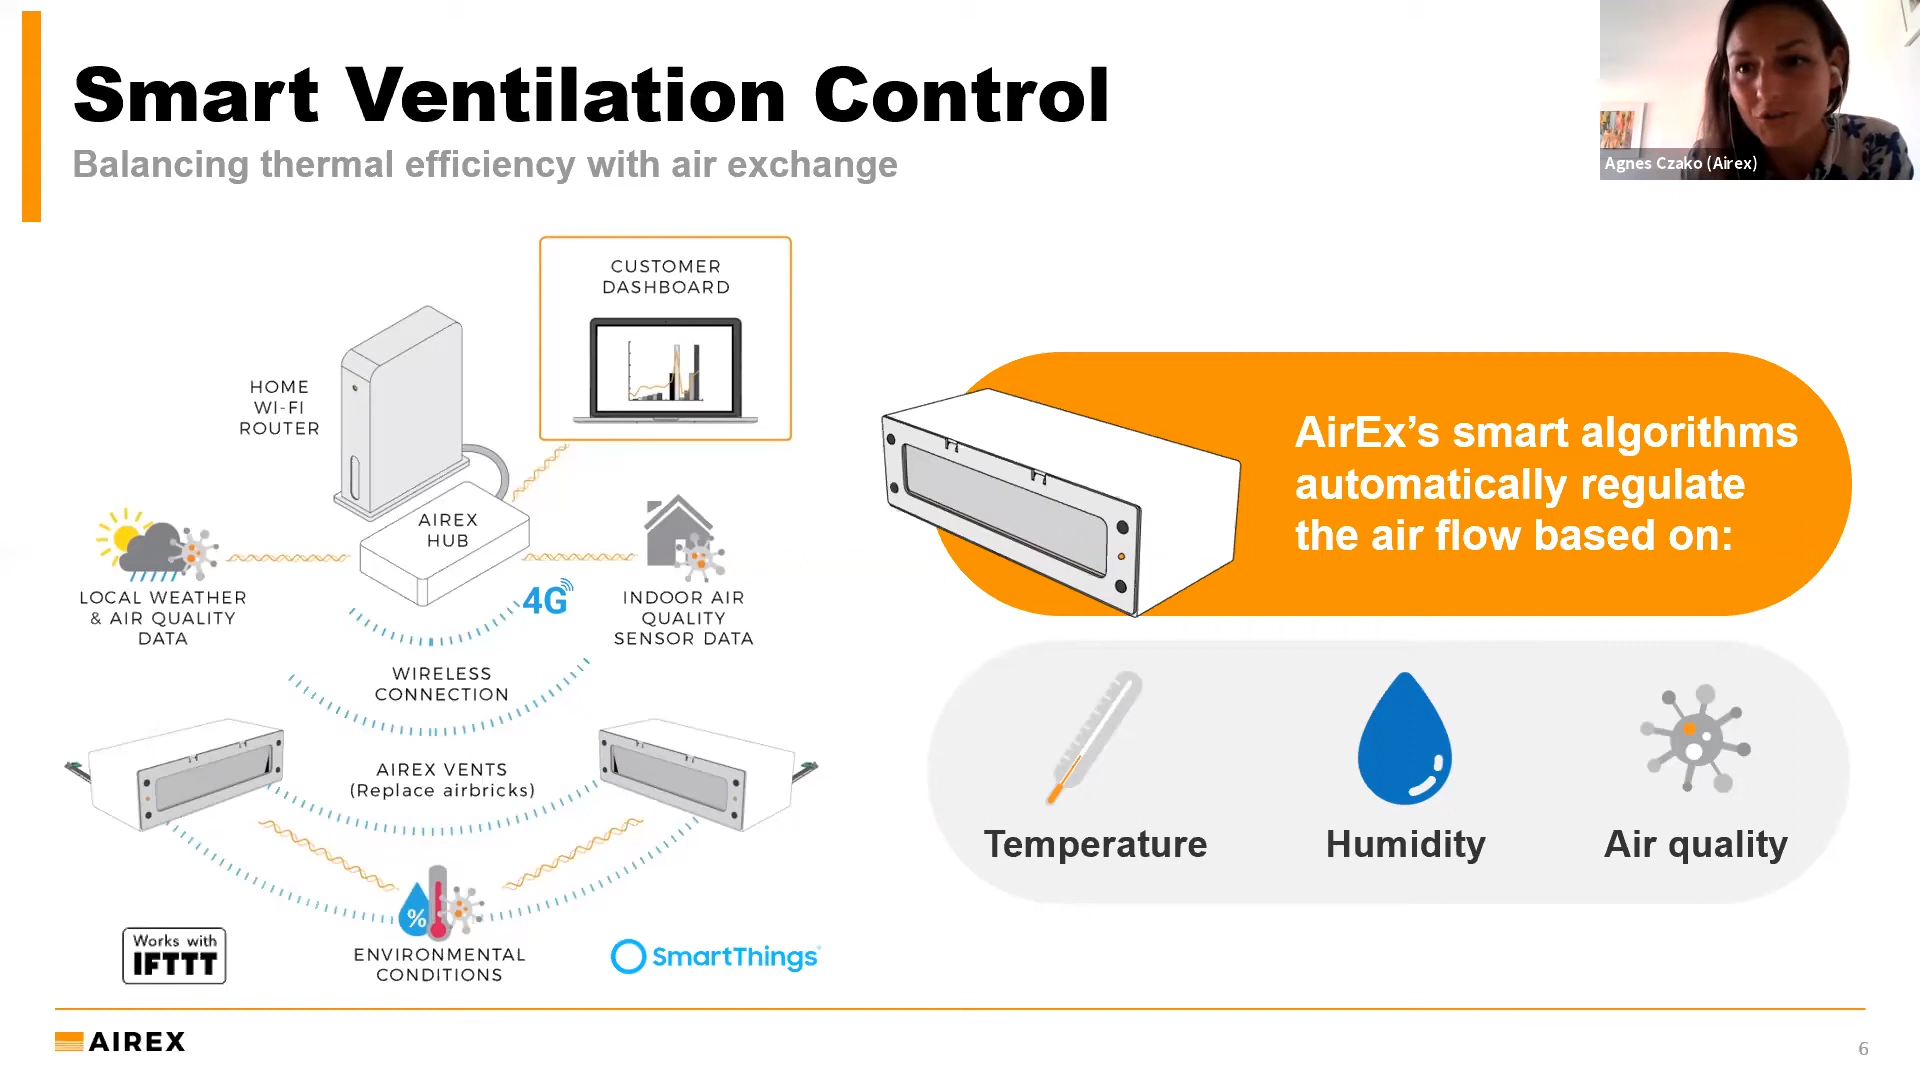 Smart Ventilation Control
Balancing thermal efficiency with air exchange
Agnes Czako (Airex)
CUSTOMER
DASHBOARD
HOME
WI-FI
ROUTER
AIREX
HUB
4G
LOCAL WEATHER
& AIR QUALITY
DATA
INDOOR AIR
QUALITY
SENSOR DATA
WIRELESS
CONNECTION
AIREX VENTS
(Replace airbricks)
%
ENVIRONMENTAL
CONDITIONS
Works with
IFTTT
SmartThings
AirEx’s smart algorithms
automatically regulate
the air flow based on:
Temperature
Humidity
Air quality
AIREX
6